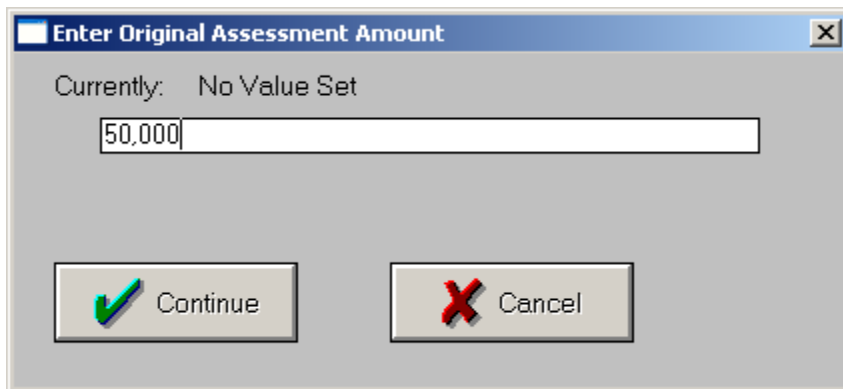 Enter Original Assessment Amount
Currently: No Value Set
50,000
Continue Cancel